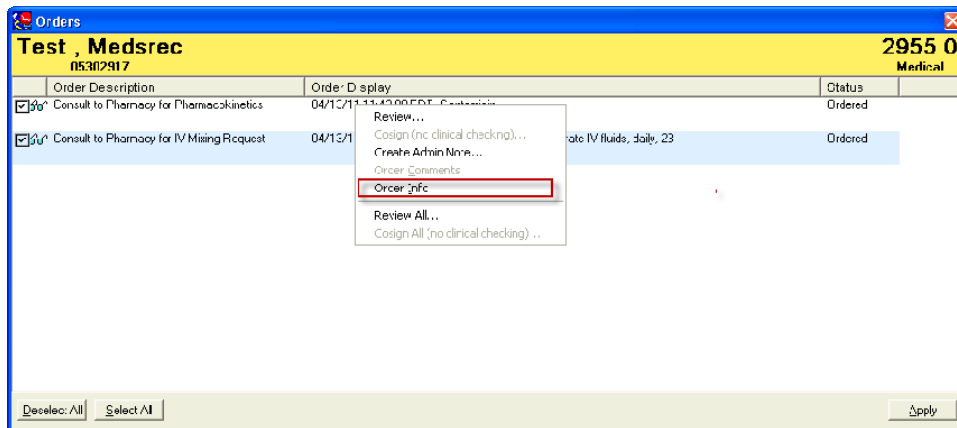 Orders
Test , Medsrec 2955 0
05302917 Medical
Order Description Order Display Status
Consult to Pharmacy for Pharmacokinetics 04/13/11 11:42:00 EDT, Ordered
Consult to Pharmacy for IV Mixing Request 04/13/1 ate IV fluids, daily, 23 Ordered
Review...
Cosign (no clinical checking)...
Create Admin Note...
Order Comments
Order Info
Review All...
Cosign All (no clinical checking) ...
Deselect All Select All Apply